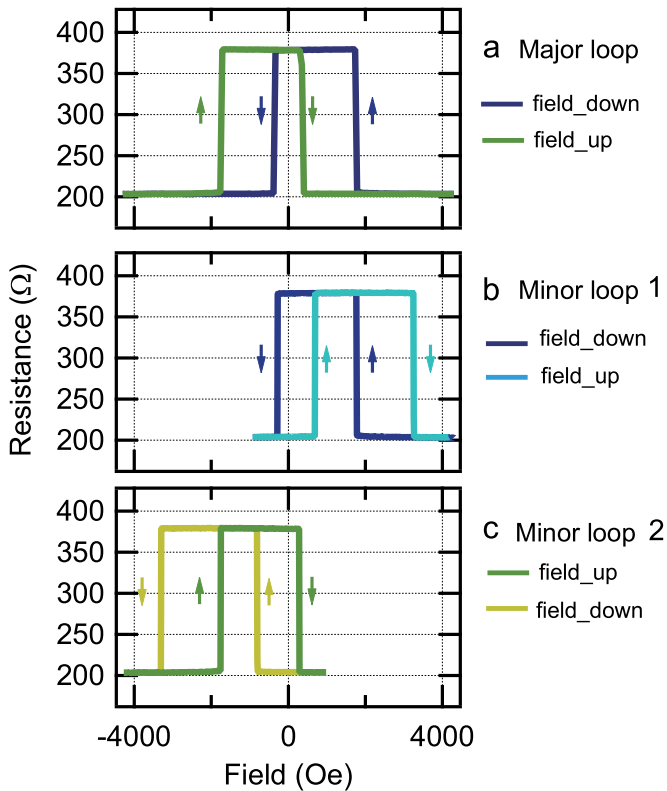 400
350
300
250
200
a Major loop
field_down
field_up
400
350
300
250
200
b Minor loop 1
field_down
field_up
400
350
300
250
200
c Minor loop 2
field_up
field_down
-4000 0 4000
Field (Oe)
Resistance (Ω)